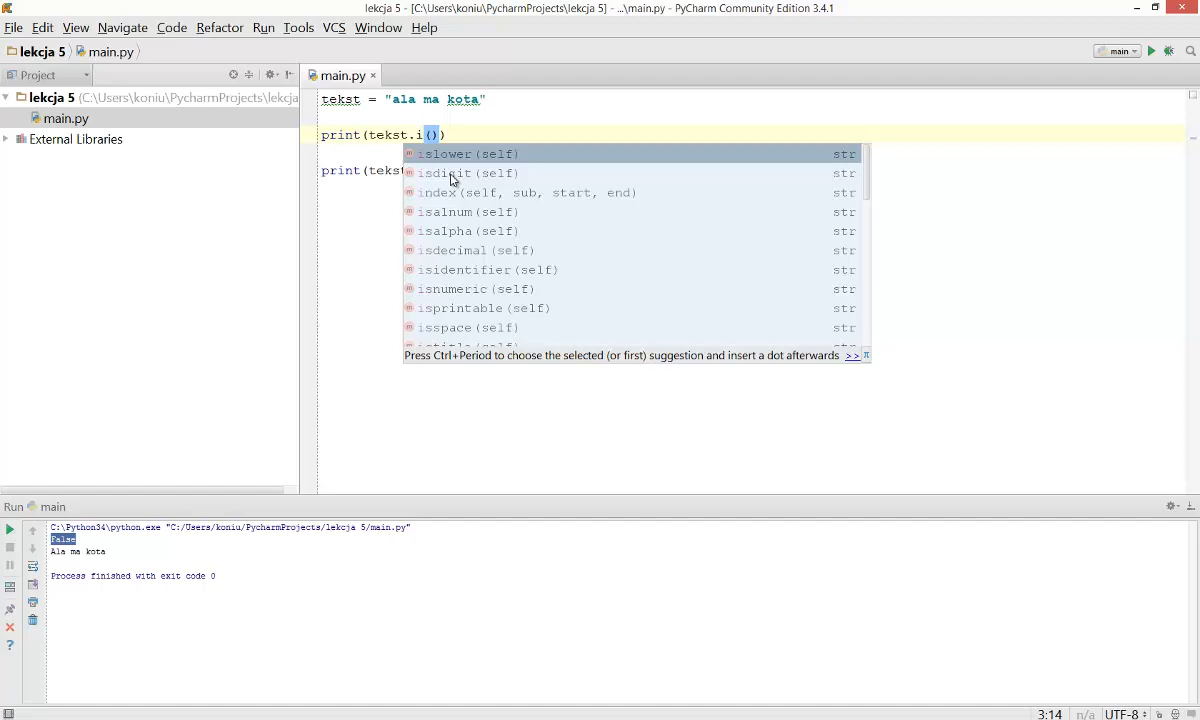 lekcja 5 - [C:\Users\koniu\PycharmProjects\lekcja 5] - ...\main.py - PyCharm Community Edition 3.4.1
File Edit View Navigate Code Refactor Run Tools VCS Window Help
lekcja 5 main.py main
Project main.py ×
lekcja 5 (C:\Users\koniu\PycharmProjects\lekcja
main.py
External Libraries
tekst = "ala ma kota"
print(tekst.i())
print(tekst
islower(self) str
isdigit(self) str
index(self, sub, start, end) str
isalnum(self) str
isalpha(self) str
isdecimal(self) str
isidentifier(self) str
isnumeric(self) str
isprintable(self) str
isspace(self) str
istitle(self) str
Press Ctrl+Period to choose the selected (or first) suggestion and insert a dot afterwards >> π
Run main
C:\Python34\python.exe "C:/Users/koniu/PycharmProjects/lekcja 5/main.py"
False
Ala ma kota
Process finished with exit code 0
3:14 n/a UTF-8